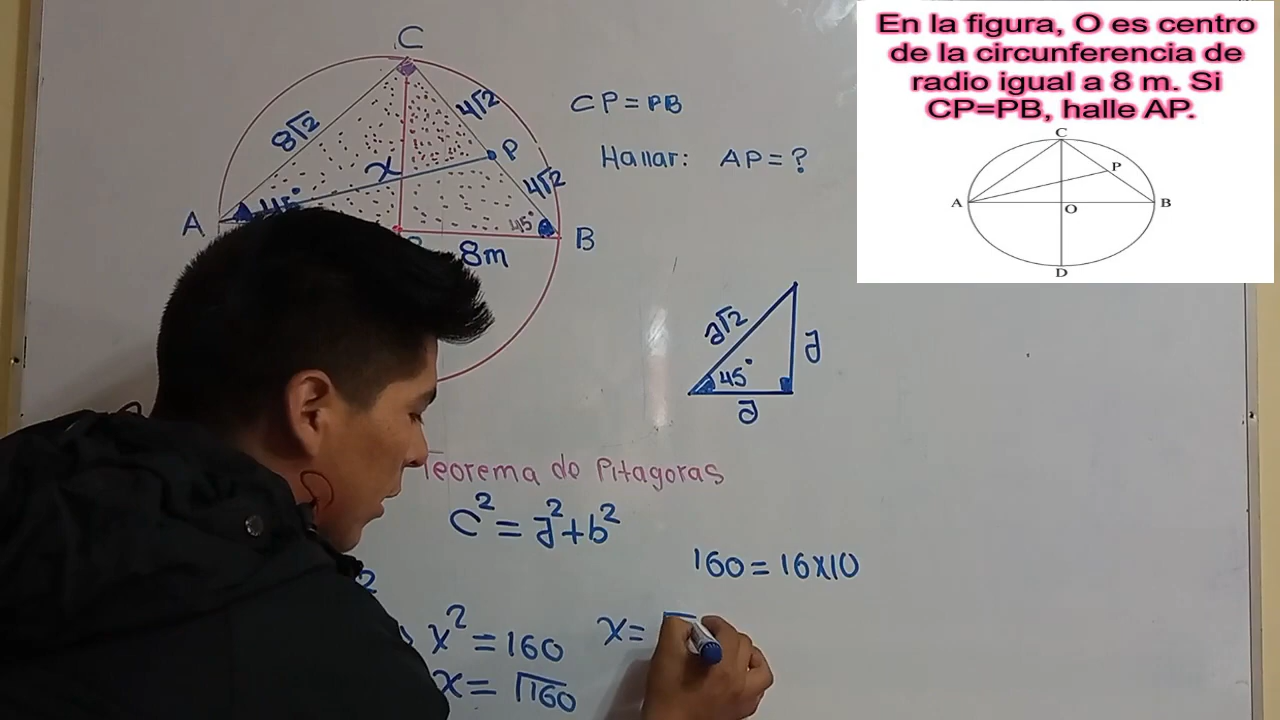 En la figura, O es centro
de la circunferencia de
radio igual a 8 m. Si
CP=PB, halle AP.
C
P
A
O
B
D
C
8√2
4√2
CP = PB
x
P
Hallar: AP = ?
4√2
A
45°
45°
B
8m
a√2
a
45°
a
Teorema de Pitagoras
c² = a² + b²
160 = 16x10
2
x² = 160
x =
x = √160